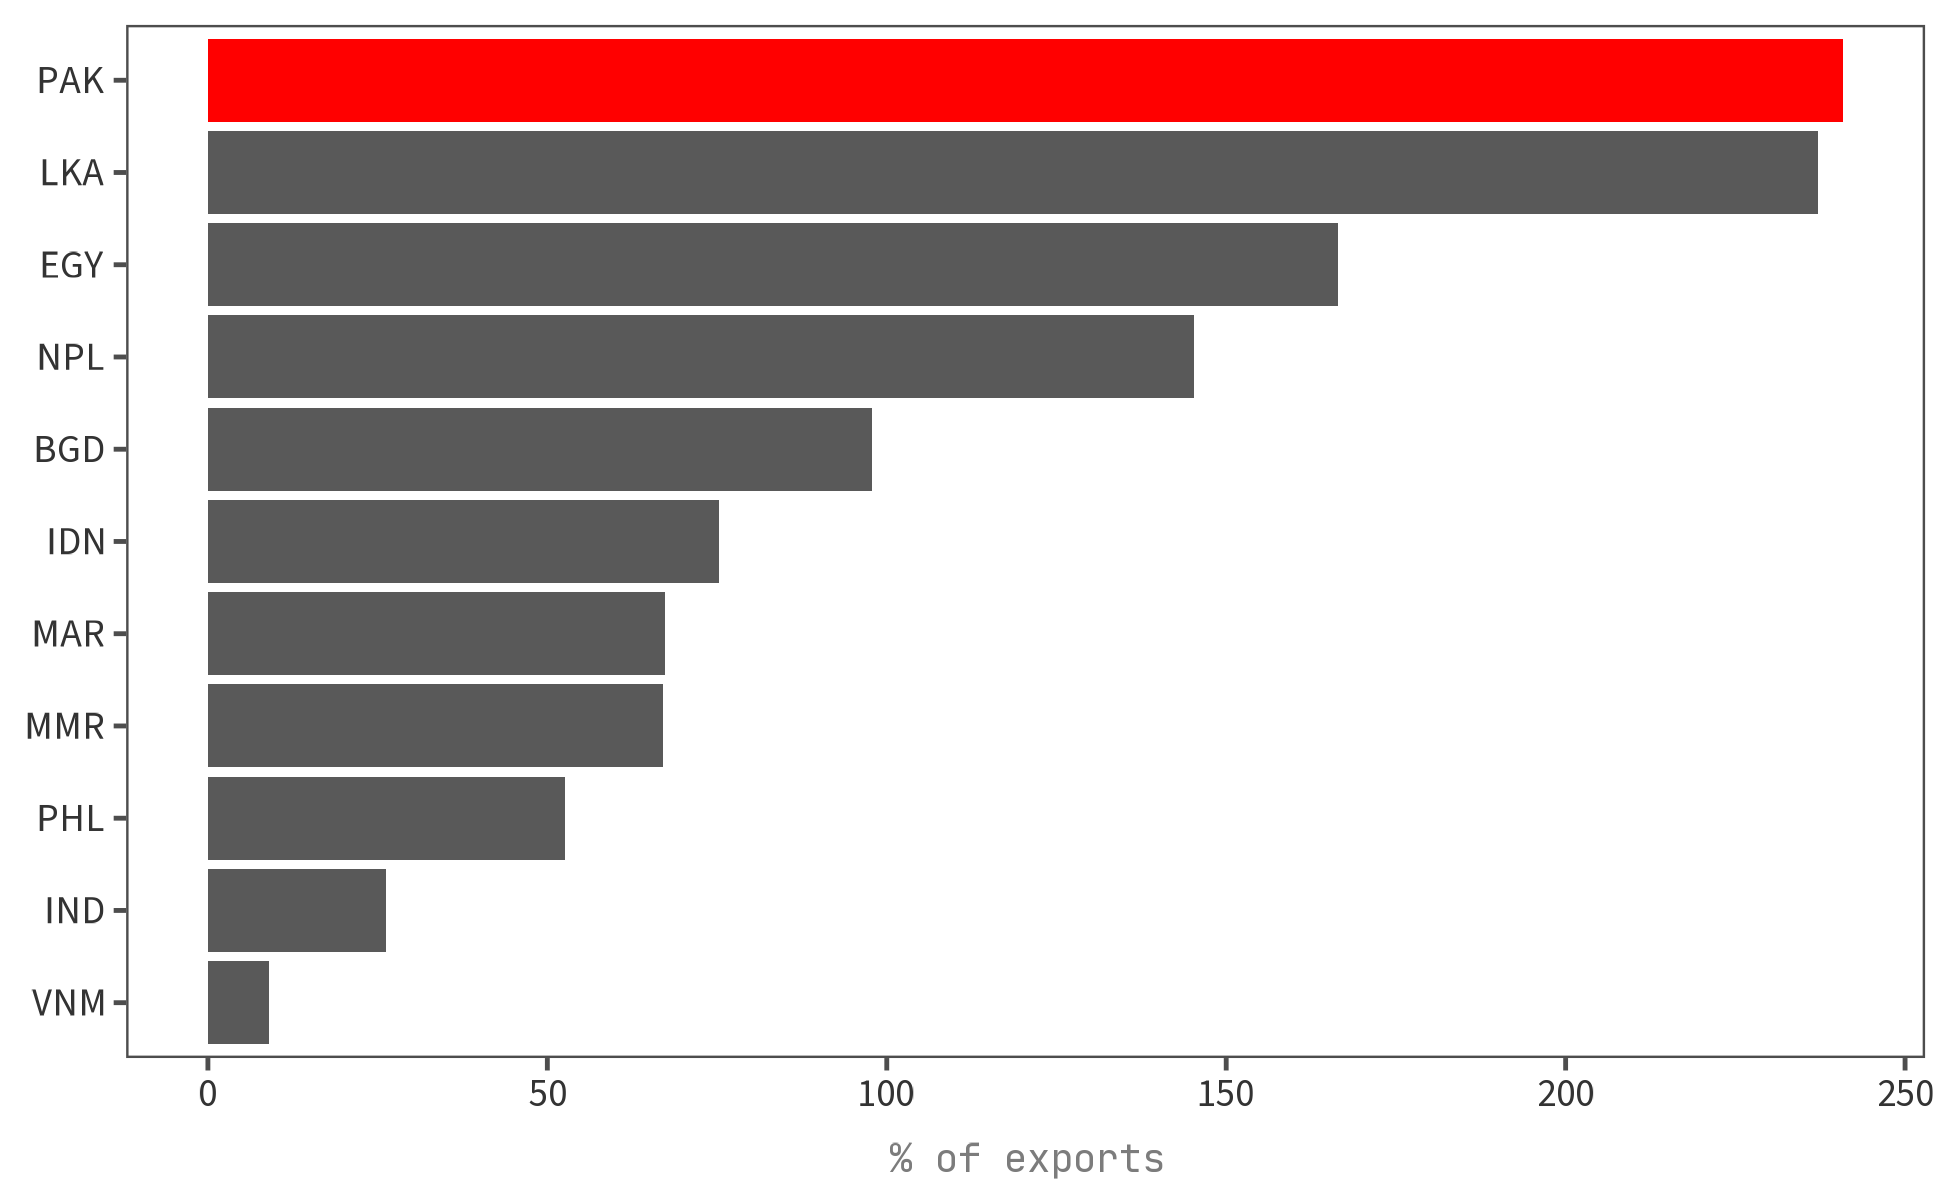 PAK
LKA
EGY
NPL
BGD
IDN
MAR
MMR
PHL
IND
VNM
0 50 100 150 200 250
% of exports